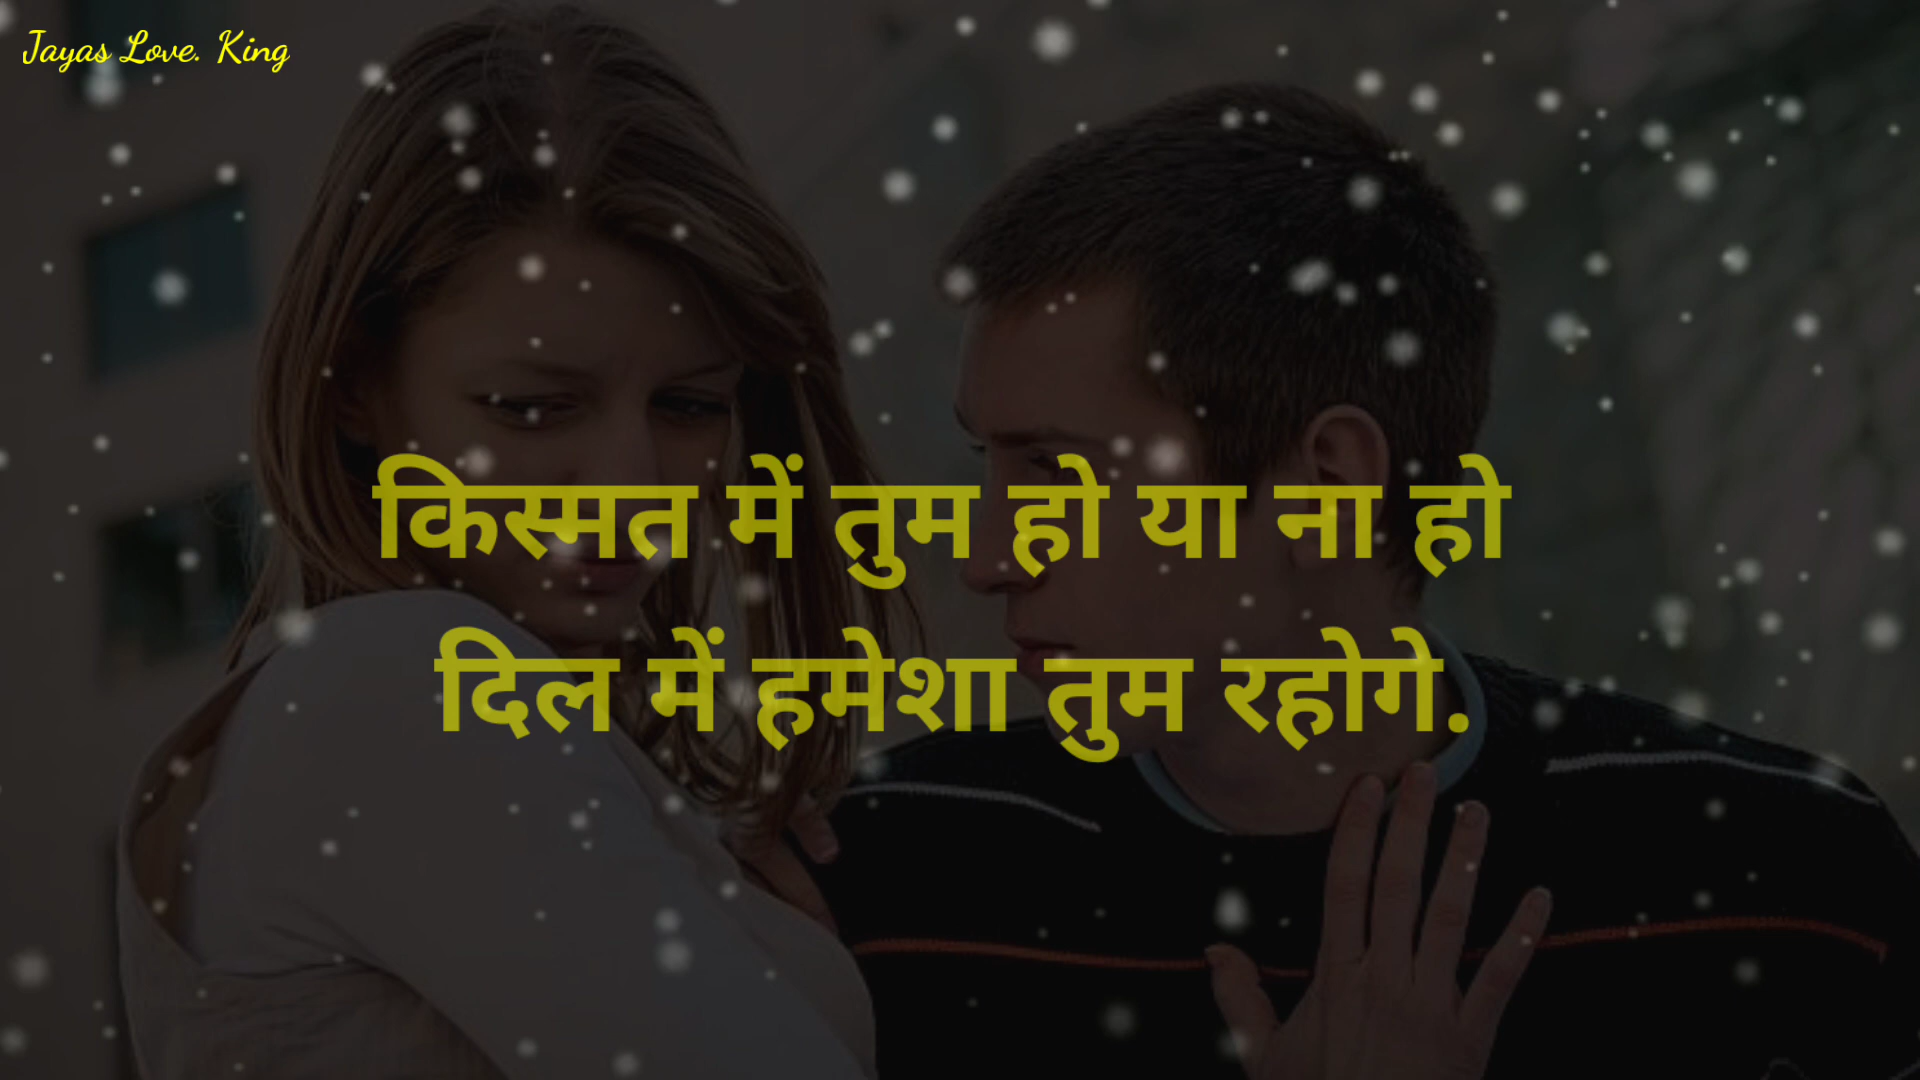 Jayas Love. King
किस्मत में तुम हो या ना हो
दिल में हमेशा तुम रहोगे.